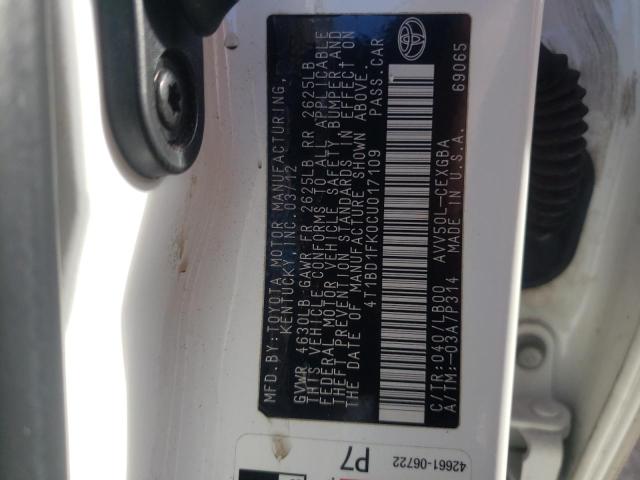 MFD.BY:TOYOTA MOTOR MANUFACTURING,
KENTUCKY,INC.03/12
GVWR 4630LB GAWR FR 2625LB RR 2625LB
THIS VEHICLE CONFORMS TO ALL APPLICABLE
FEDERAL MOTOR VEHICLE SAFETY, BUMPER,AND
THEFT PREVENTION STANDARDS IN EFFECT ON
THE DATE OF MANUFACTURE SHOWN ABOVE.
4T1BD1FK0CU017109 PASS.CAR
C/TR:040/LB00 AVV50L-CEXGBA
A/TM:-03A/P314 MADE IN U.S.A. 69065
P7
42661-06722